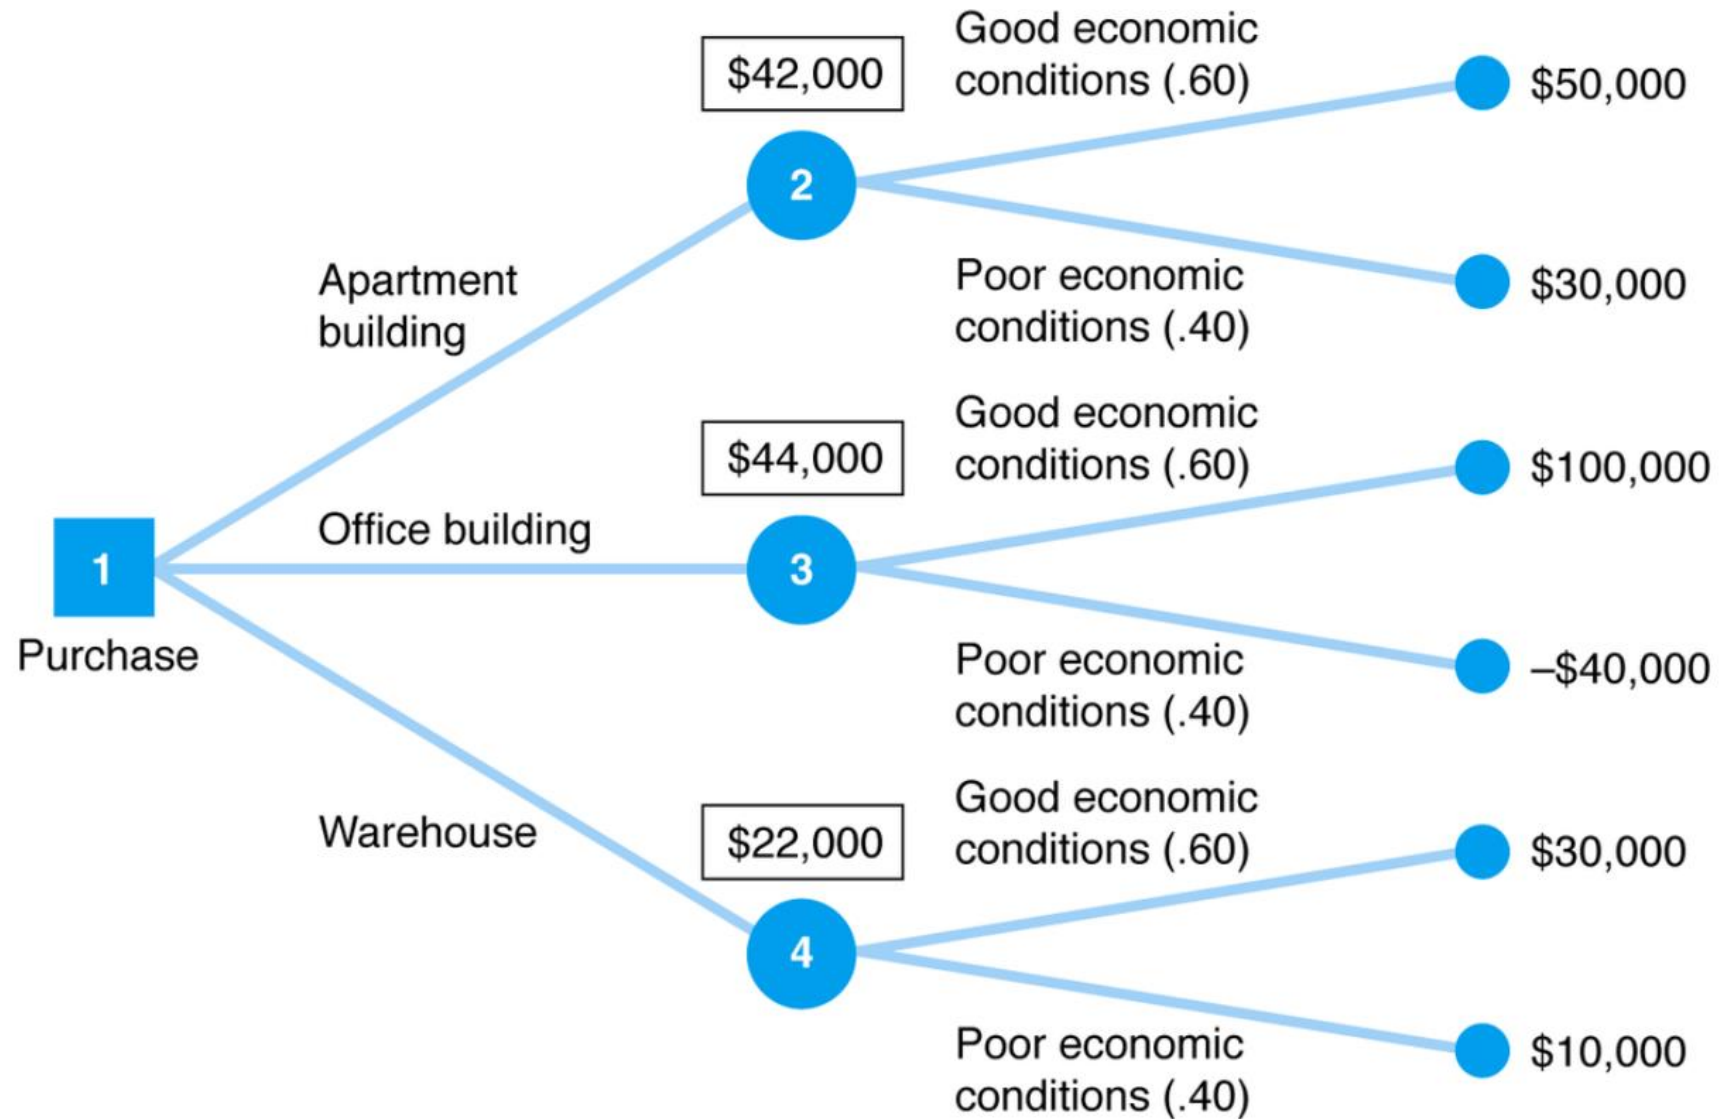 Good economic
conditions (.60)
$42,000
$50,000
2
Poor economic
conditions (.40)
$30,000
Apartment
building
Good economic
conditions (.60)
$44,000
$100,000
Office building
1
3
Purchase
Poor economic
conditions (.40)
–$40,000
Good economic
conditions (.60)
Warehouse
$22,000
$30,000
4
Poor economic
conditions (.40)
$10,000